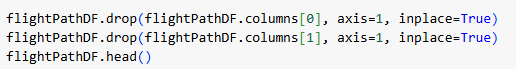 flightPathDF.drop(flightPathDF.columns[0], axis=1, inplace=True)
flightPathDF.drop(flightPathDF.columns[1], axis=1, inplace=True)
flightPathDF.head()